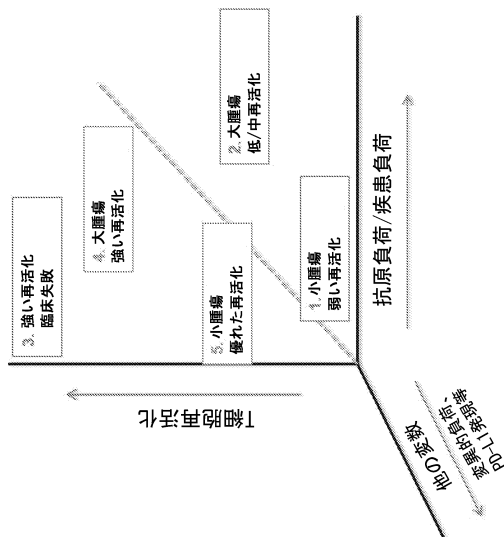 3. 強い再活化
臨床失敗
4. 大腫瘍
強い再活化
2. 大腫瘍
低/中再活化
5. 小腫瘍
優れた再活化
1. 小腫瘍
弱い再活化
T細胞再活化
抗原負荷/疾患負荷
他の変数
変異的負荷、
PD-L1発現等